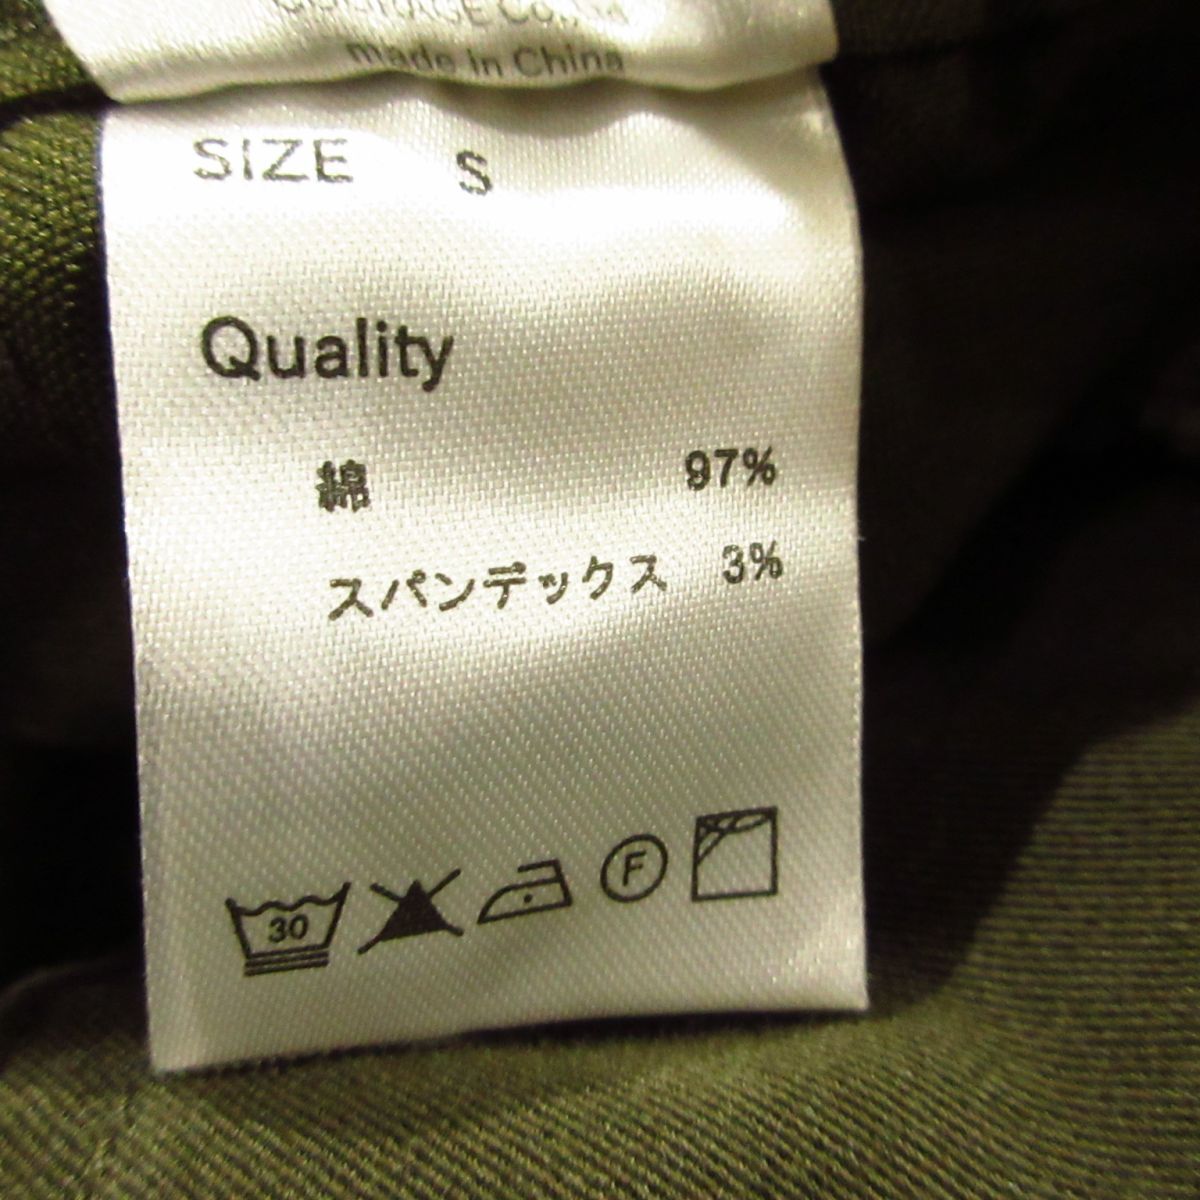 made in China
SIZE S
Quality
綿 97%
スパンデックス 3%
30 F